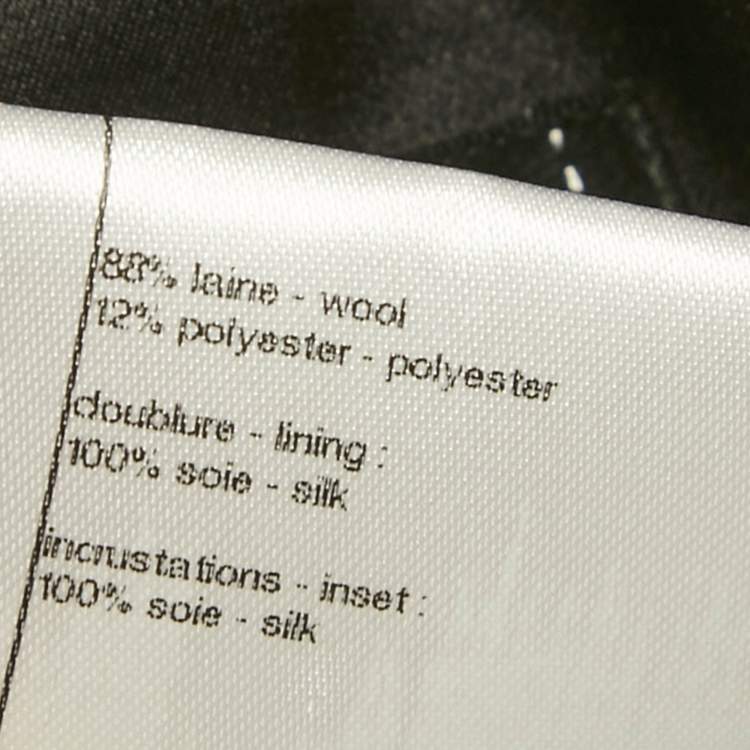 88% laine - wool
12% polyester - polyester
doublure - lining :
100% soie - silk
incrustations - inset :
100% soie - silk